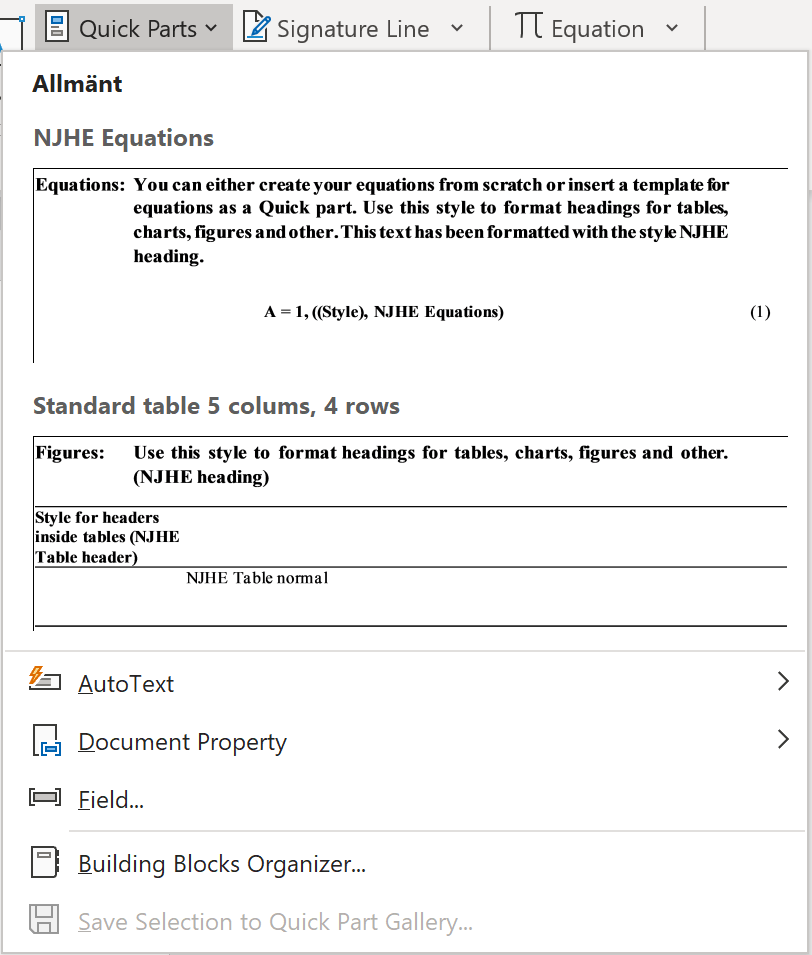 Quick Parts Signature Line Equation
Allmänt
NJHE Equations
Equations: You can either create your equations from scratch or insert a template for
equations as a Quick part. Use this style to format headings for tables,
charts, figures and other. This text has been formatted with the style NJHE
heading.
A = 1, ((Style), NJHE Equations) (1)
Standard table 5 colums, 4 rows
Figures: Use this style to format headings for tables, charts, figures and other.
(NJHE heading)
Style for headers
inside tables (NJHE
Table header)
NJHE Table normal
AutoText
Document Property
Field...
Building Blocks Organizer...
Save Selection to Quick Part Gallery...